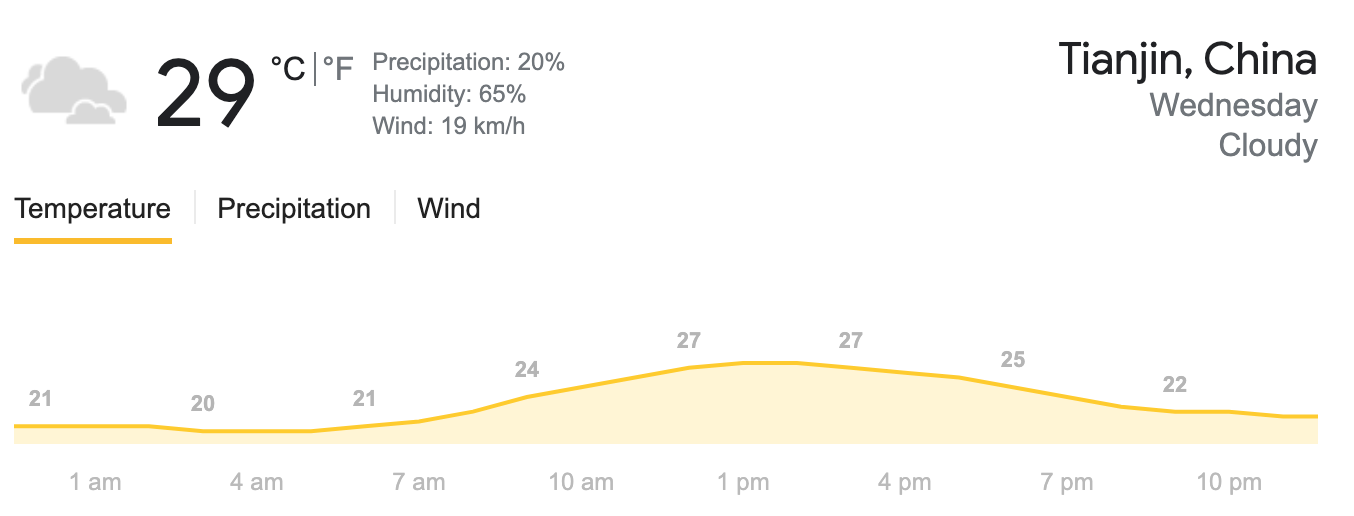 29 °C | °F
Precipitation: 20%
Humidity: 65%
Wind: 19 km/h
Tianjin, China
Wednesday
Cloudy
Temperature Precipitation Wind
21 20 21 24 27 27 25 22
1 am 4 am 7 am 10 am 1 pm 4 pm 7 pm 10 pm